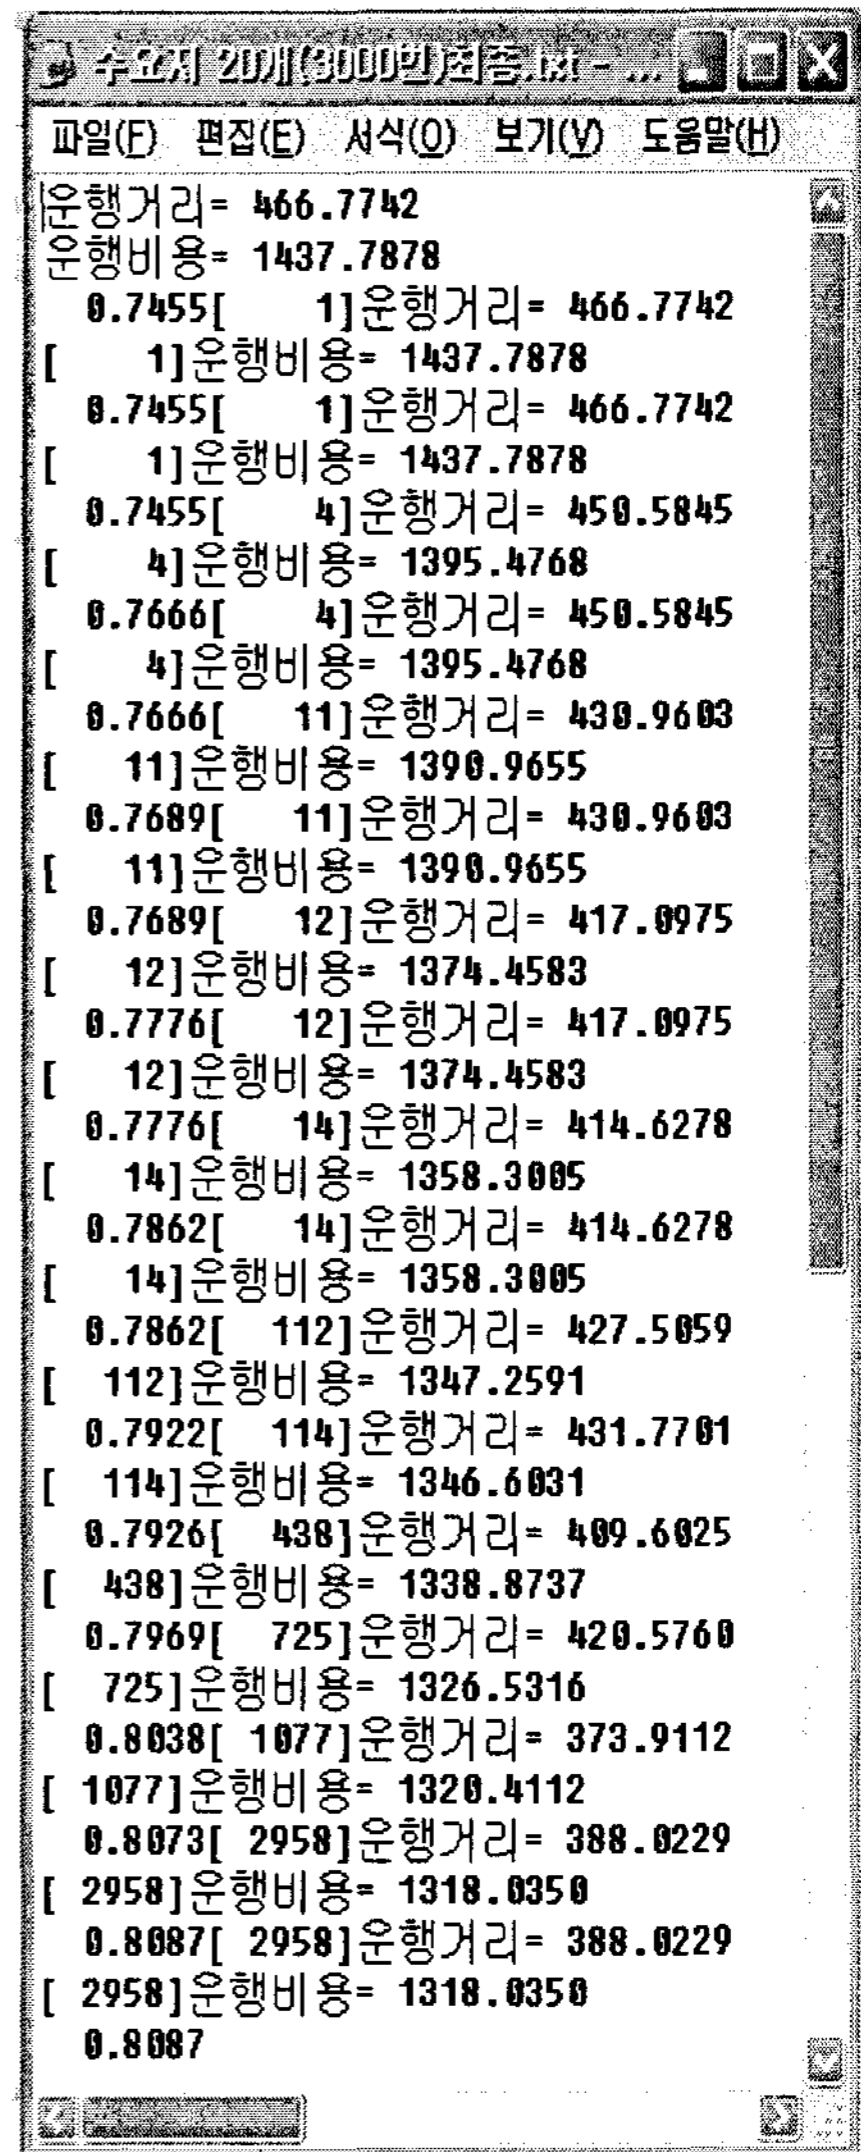 수요지 20개(3000번)최종.txt - ...
파일(F) 편집(E) 서식(O) 보기(V) 도움말(H)
운행거리= 466.7742
운행비용= 1437.7878
0.7455[ 1]운행거리= 466.7742
[ 1]운행비용= 1437.7878
0.7455[ 1]운행거리= 466.7742
[ 1]운행비용= 1437.7878
0.7455[ 4]운행거리= 450.5845
[ 4]운행비용= 1395.4768
0.7666[ 4]운행거리= 450.5845
[ 4]운행비용= 1395.4768
0.7666[ 11]운행거리= 430.9603
[ 11]운행비용= 1390.9655
0.7689[ 11]운행거리= 430.9603
[ 11]운행비용= 1390.9655
0.7689[ 12]운행거리= 417.0975
[ 12]운행비용= 1374.4583
0.7776[ 12]운행거리= 417.0975
[ 12]운행비용= 1374.4583
0.7776[ 14]운행거리= 414.6278
[ 14]운행비용= 1358.3005
0.7862[ 14]운행거리= 414.6278
[ 14]운행비용= 1358.3005
0.7862[ 112]운행거리= 427.5059
[ 112]운행비용= 1347.2591
0.7922[ 114]운행거리= 431.7701
[ 114]운행비용= 1346.6031
0.7926[ 438]운행거리= 409.6025
[ 438]운행비용= 1338.8737
0.7969[ 725]운행거리= 420.5760
[ 725]운행비용= 1326.5316
0.8038[ 1077]운행거리= 373.9112
[ 1077]운행비용= 1320.4112
0.8073[ 2958]운행거리= 388.0229
[ 2958]운행비용= 1318.0350
0.8087[ 2958]운행거리= 388.0229
[ 2958]운행비용= 1318.0350
0.8087